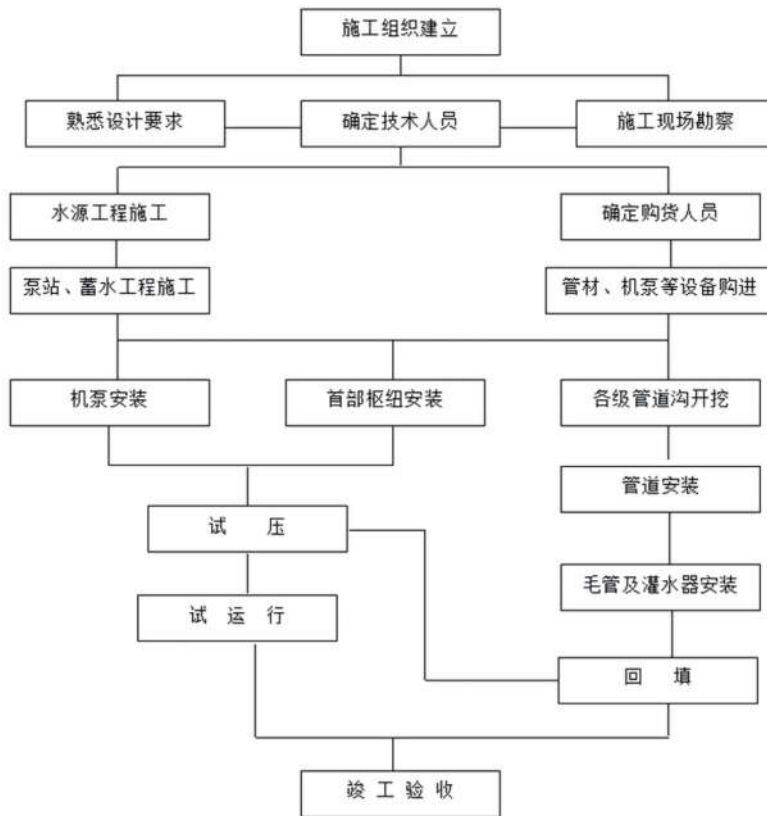 施工组织建立
熟悉设计要求
确定技术人员
施工现场勘察
水源工程施工
确定购货人员
泵站、蓄水工程施工
管材、机泵等设备购进
机泵安装
首部枢纽安装
各级管道沟开挖
管道安装
试 压
毛管及灌水器安装
试 运 行
回 填
竣 工 验 收